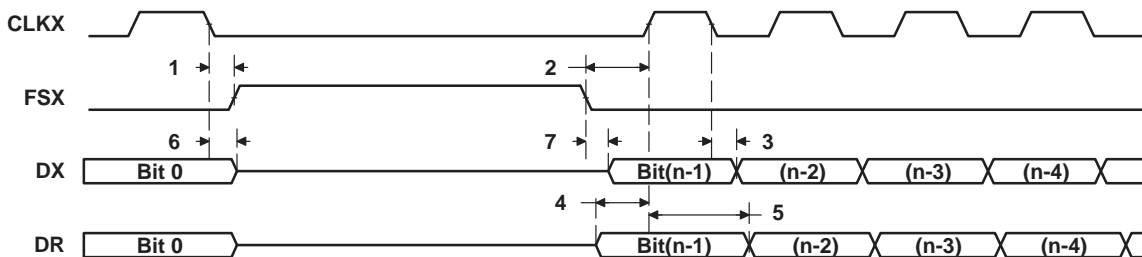 CLKX
1 2
FSX
6 7 3
DX Bit 0 Bit(n-1) (n-2) (n-3) (n-4)
4 5
DR Bit 0 Bit(n-1) (n-2) (n-3) (n-4)